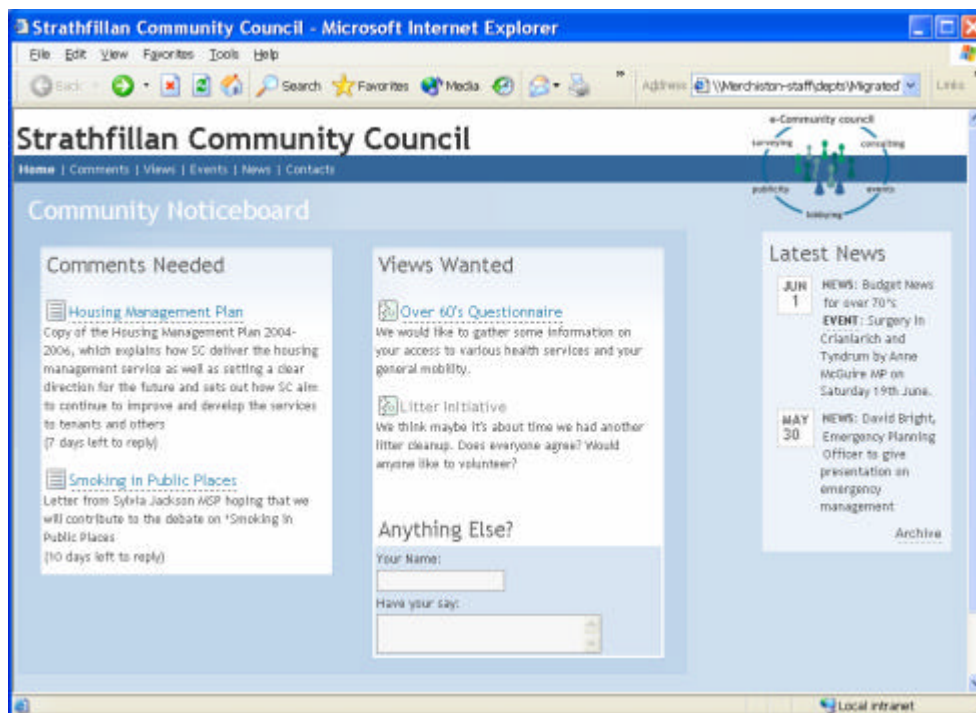 Strathfillan Community Council - Microsoft Internet Explorer
File Edit View Favorites Tools Help
Back Search Favorites Media Address \\Merchiston-staff\depts\Migrated Links
Strathfillan Community Council
e-Community council
surveying consulting
publicity events
lobbying
Home | Comments | Views | Events | News | Contacts
Community Noticeboard
Comments Needed
Housing Management Plan
Copy of the Housing Management Plan 2004-
2006, which explains how SC deliver the housing
management service as well as setting a clear
direction for the future and sets out how SC aim
to continue to improve and develop the services
to tenants and others
(7 days left to reply)
Smoking in Public Places
Letter from Sylvia Jackson MSP hoping that we
will contribute to the debate on "Smoking in
Public Places
(10 days left to reply)
Views Wanted
Over 60's Questionnaire
We would like to gather some information on
your access to various health services and your
general mobility.
Litter Initiative
We think maybe it's about time we had another
litter cleanup. Does everyone agree? Would
anyone like to volunteer?
Anything Else?
Your Name:
Have your say:
Latest News
JUN
1
NEWS: Budget News
for over 70's
EVENT: Surgery in
Crianlarich and
Tyndrum by Anne
McGuire MP on
Saturday 19th June.
MAY
30
NEWS: David Bright,
Emergency Planning
Officer to give
presentation on
emergency
management
Archive
Local intranet